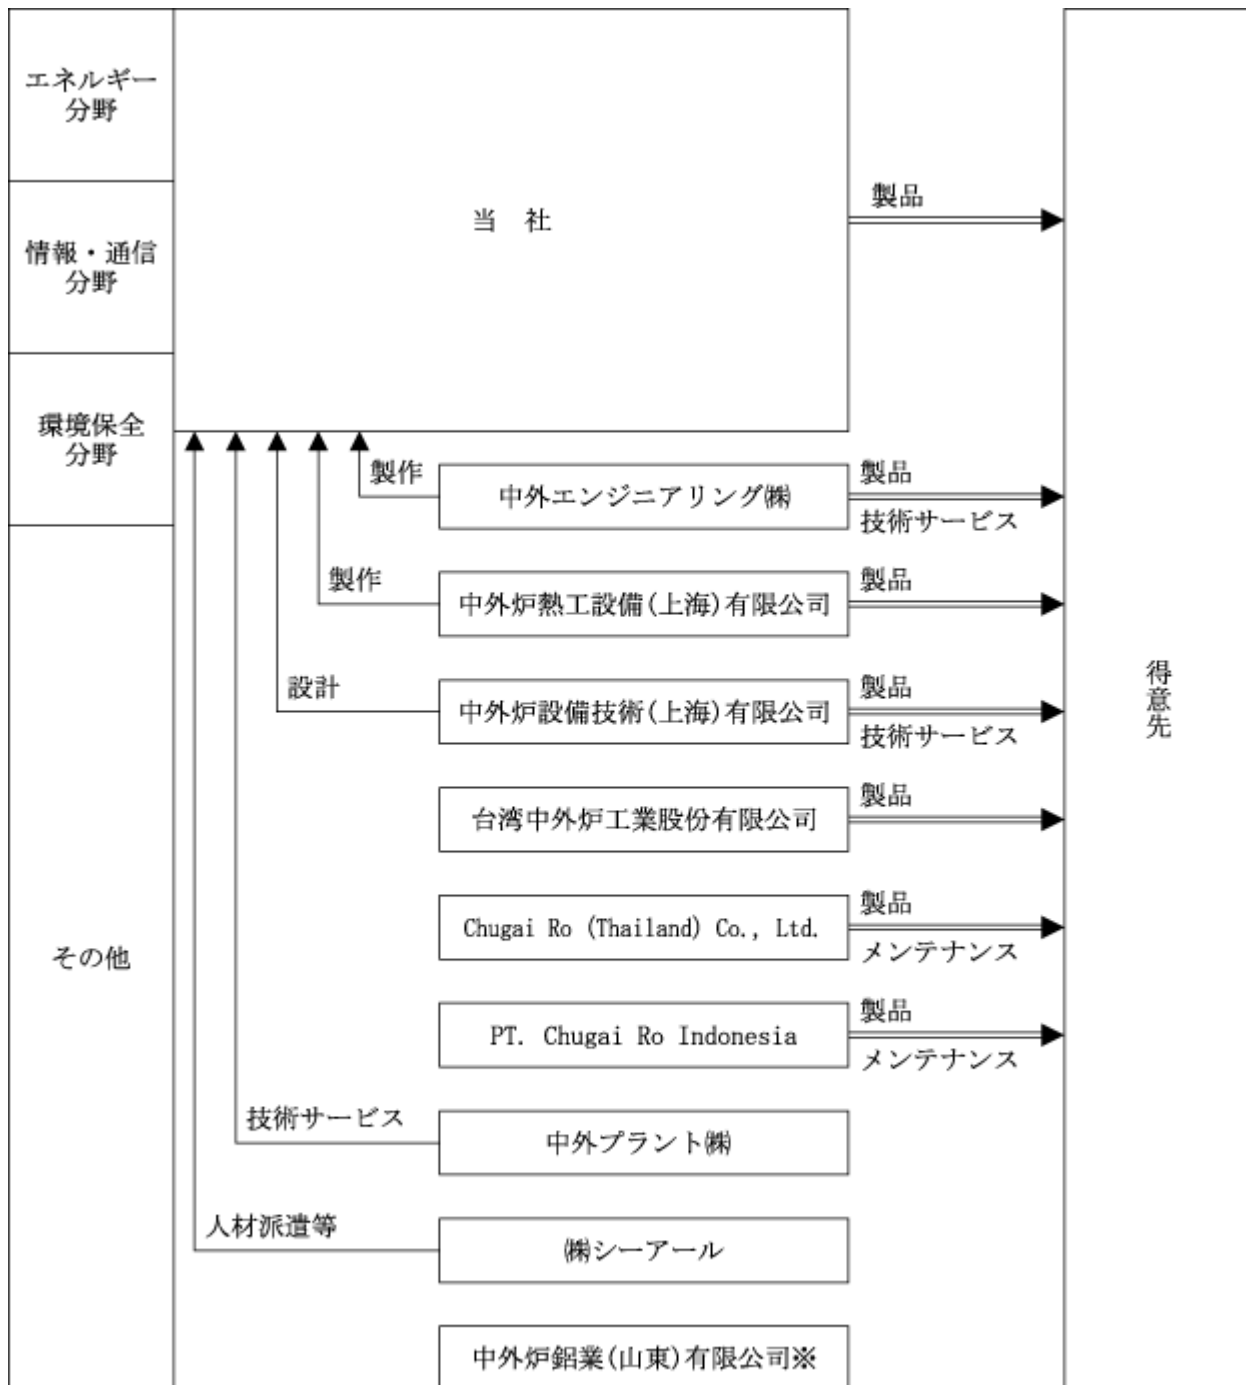 エネルギー
分野
情報・通信
分野
環境保全
分野
その他
当 社
製品
製作
中外エンジニアリング㈱
製品
技術サービス
製作
中外炉熱工設備(上海)有限公司
製品
設計
中外炉設備技術(上海)有限公司
製品
技術サービス
台湾中外炉工業股份有限公司
製品
Chugai Ro (Thailand) Co., Ltd.
製品
メンテナンス
PT. Chugai Ro Indonesia
製品
メンテナンス
技術サービス
中外プラント㈱
人材派遣等
㈱シーアール
中外炉鋁業(山東)有限公司※
得意先